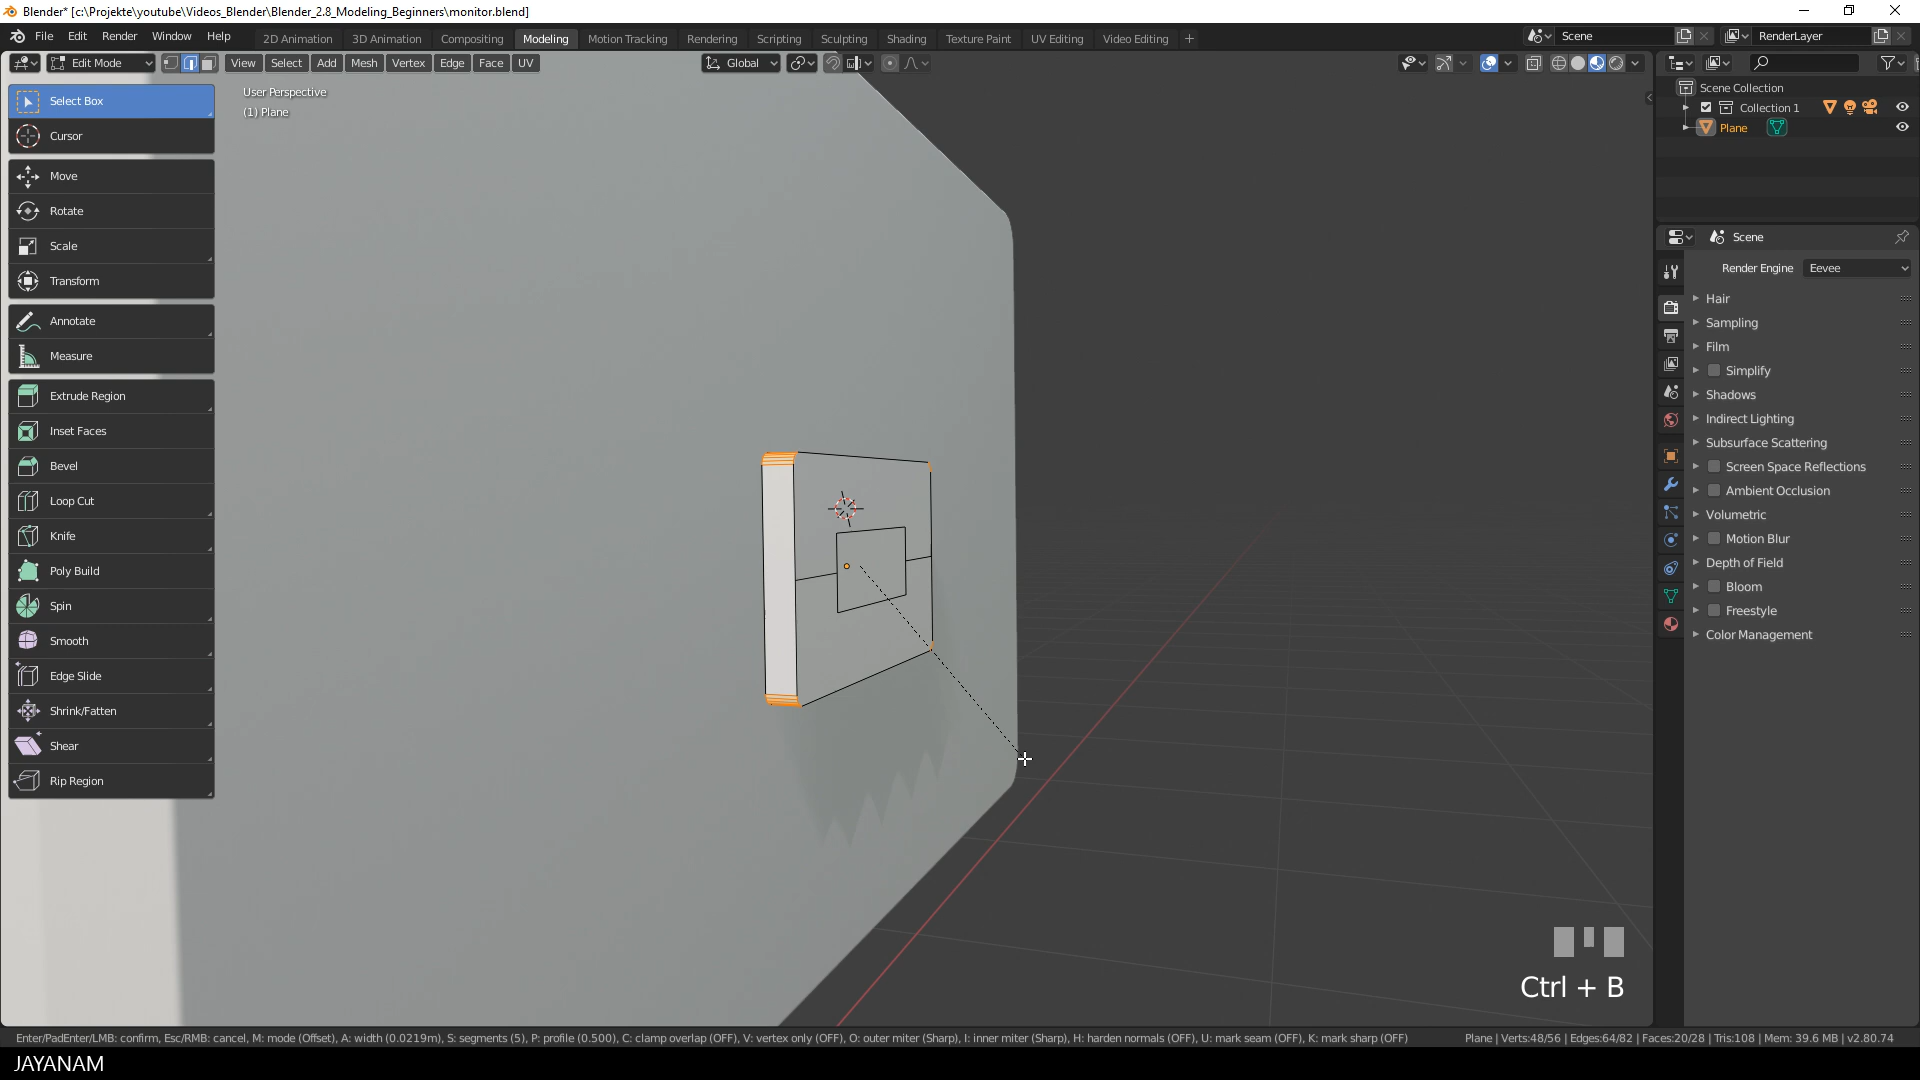 Blender* [c:\Projekte\youtube\Videos_Blender\Blender_2.8_Modeling_Beginners\monitor.blend]
File Edit Render Window Help 2D Animation 3D Animation Compositing Modeling Motion Tracking Rendering Scripting Sculpting Shading Texture Paint UV Editing Video Editing + Scene RenderLayer
Edit Mode View Select Add Mesh Vertex Edge Face UV Global
User Perspective
(1) Plane
Select Box
Cursor
Move
Rotate
Scale
Transform
Annotate
Measure
Extrude Region
Inset Faces
Bevel
Loop Cut
Knife
Poly Build
Spin
Smooth
Edge Slide
Shrink/Fatten
Shear
Rip Region
Scene Collection
Collection 1
Plane
Scene
Render Engine Eevee
Hair
Sampling
Film
Simplify
Shadows
Indirect Lighting
Subsurface Scattering
Screen Space Reflections
Ambient Occlusion
Volumetric
Motion Blur
Depth of Field
Bloom
Freestyle
Color Management
Ctrl + B
Enter/PadEnter/LMB: confirm, Esc/RMB: cancel, M: mode (Offset), A: width (0.0219m), S: segments (5), P: profile (0.500), C: clamp overlap (OFF), V: vertex only (OFF), O: outer miter (Sharp), I: inner miter (Sharp), H: harden normals (OFF), U: mark seam (OFF), K: mark sharp (OFF)
Plane | Verts:48/56 | Edges:64/82 | Faces:20/28 | Tris:108 | Mem: 39.6 MB | v2.80.74
JAYANAM